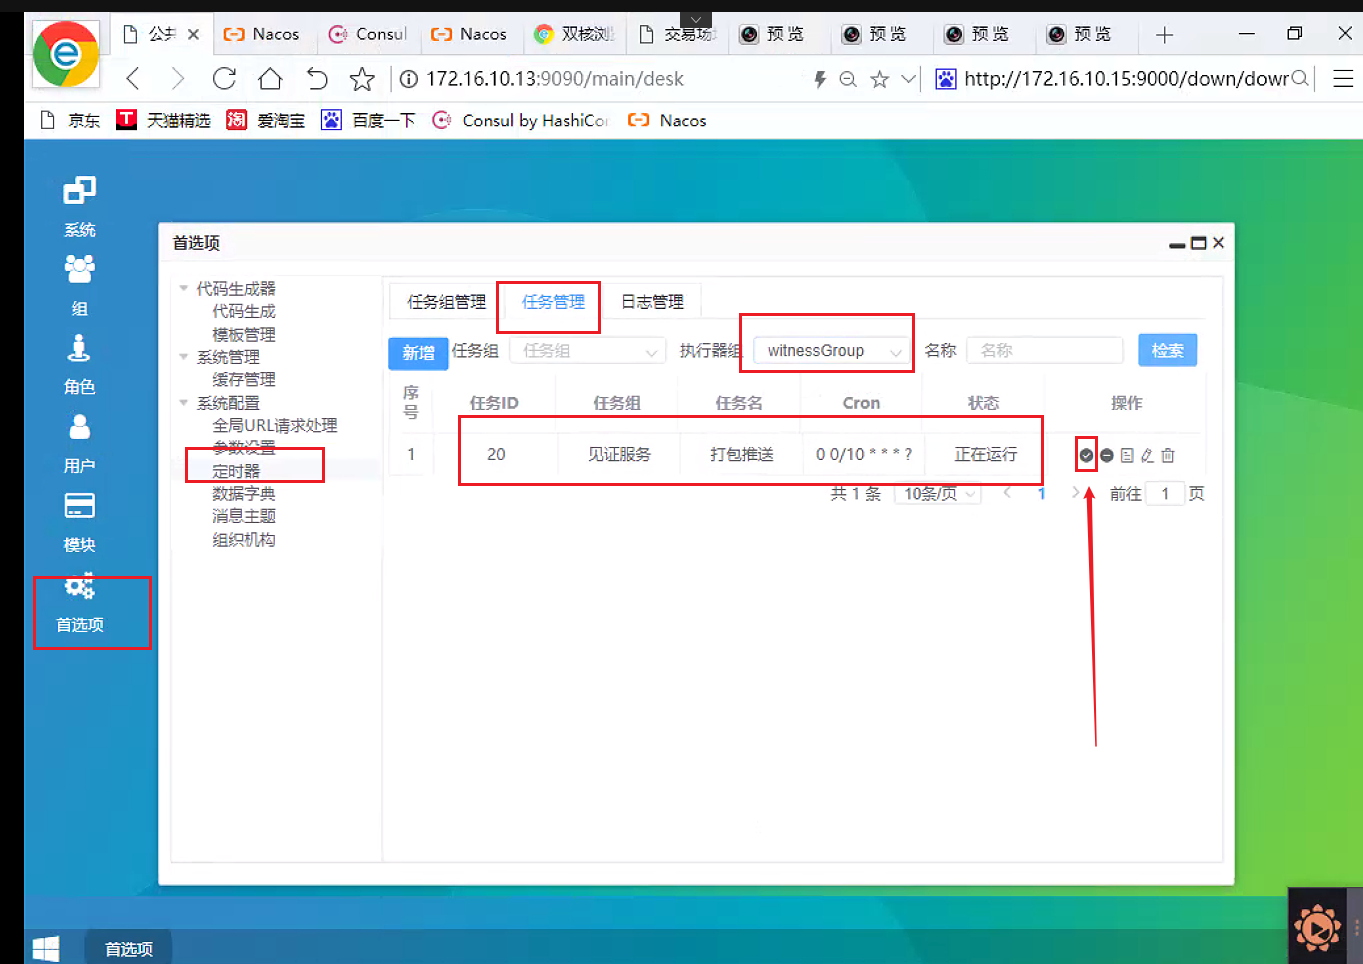 公共
Nacos
Consul
Nacos
双核浏
交易场
预 览
预 览
预 览
预 览
172.16.10.13:9090/main/desk
http://172.16.10.15:9000/down/down
京东
天猫精选
爱淘宝
百度一下
Consul by HashiCor
Nacos
系统
组
角色
用户
模块
首选项
首选项
代码生成器
代码生成
模板管理
系统管理
缓存管理
系统配置
全局URL请求处理
参数设置
定时器
数据字典
消息主题
组织机构
任务组管理
任务管理
日志管理
新增
任务组
任务组
执行器组
witnessGroup
名称
名称
检索
序号
任务ID
任务组
任务名
Cron
状态
操作
1
20
见证服务
打包推送
0 0/10 * * * ?
正在运行
共 1 条
10条/页
1
前往
1
页
首选项